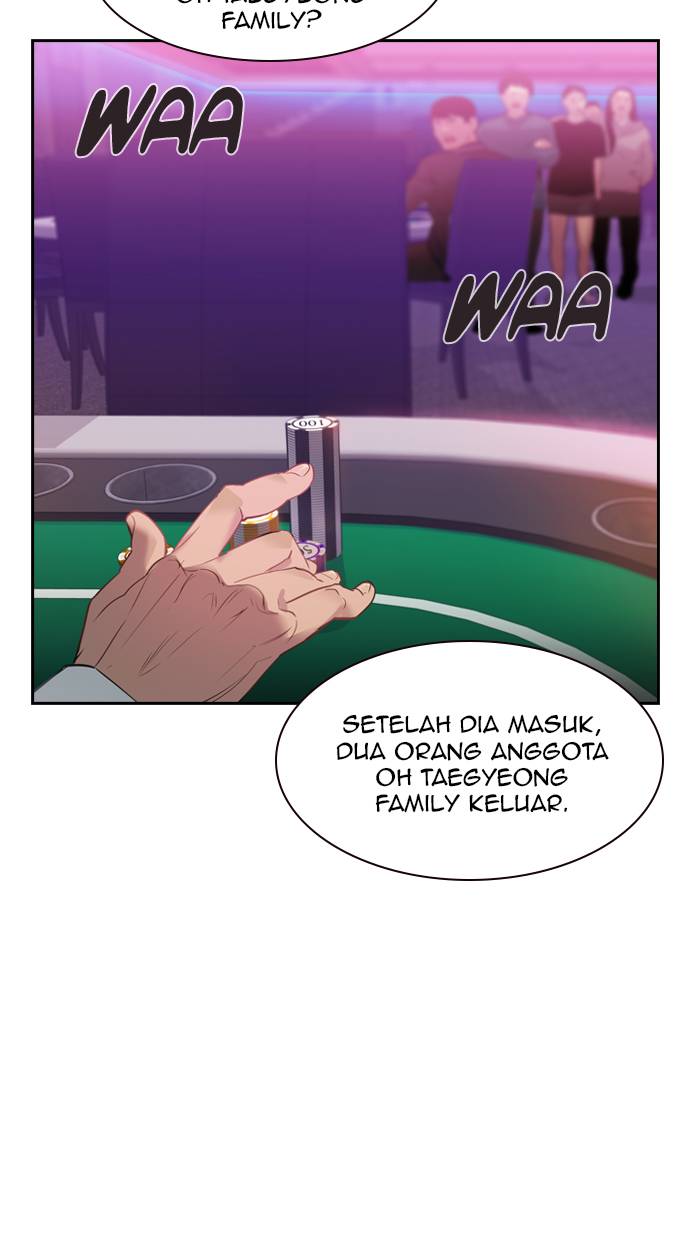 FAMILY?
WAA
WAA
100
SETELAH DIA MASUK,
DUA ORANG ANGGOTA
OH TAEGYEONG
FAMILY KELUAR.